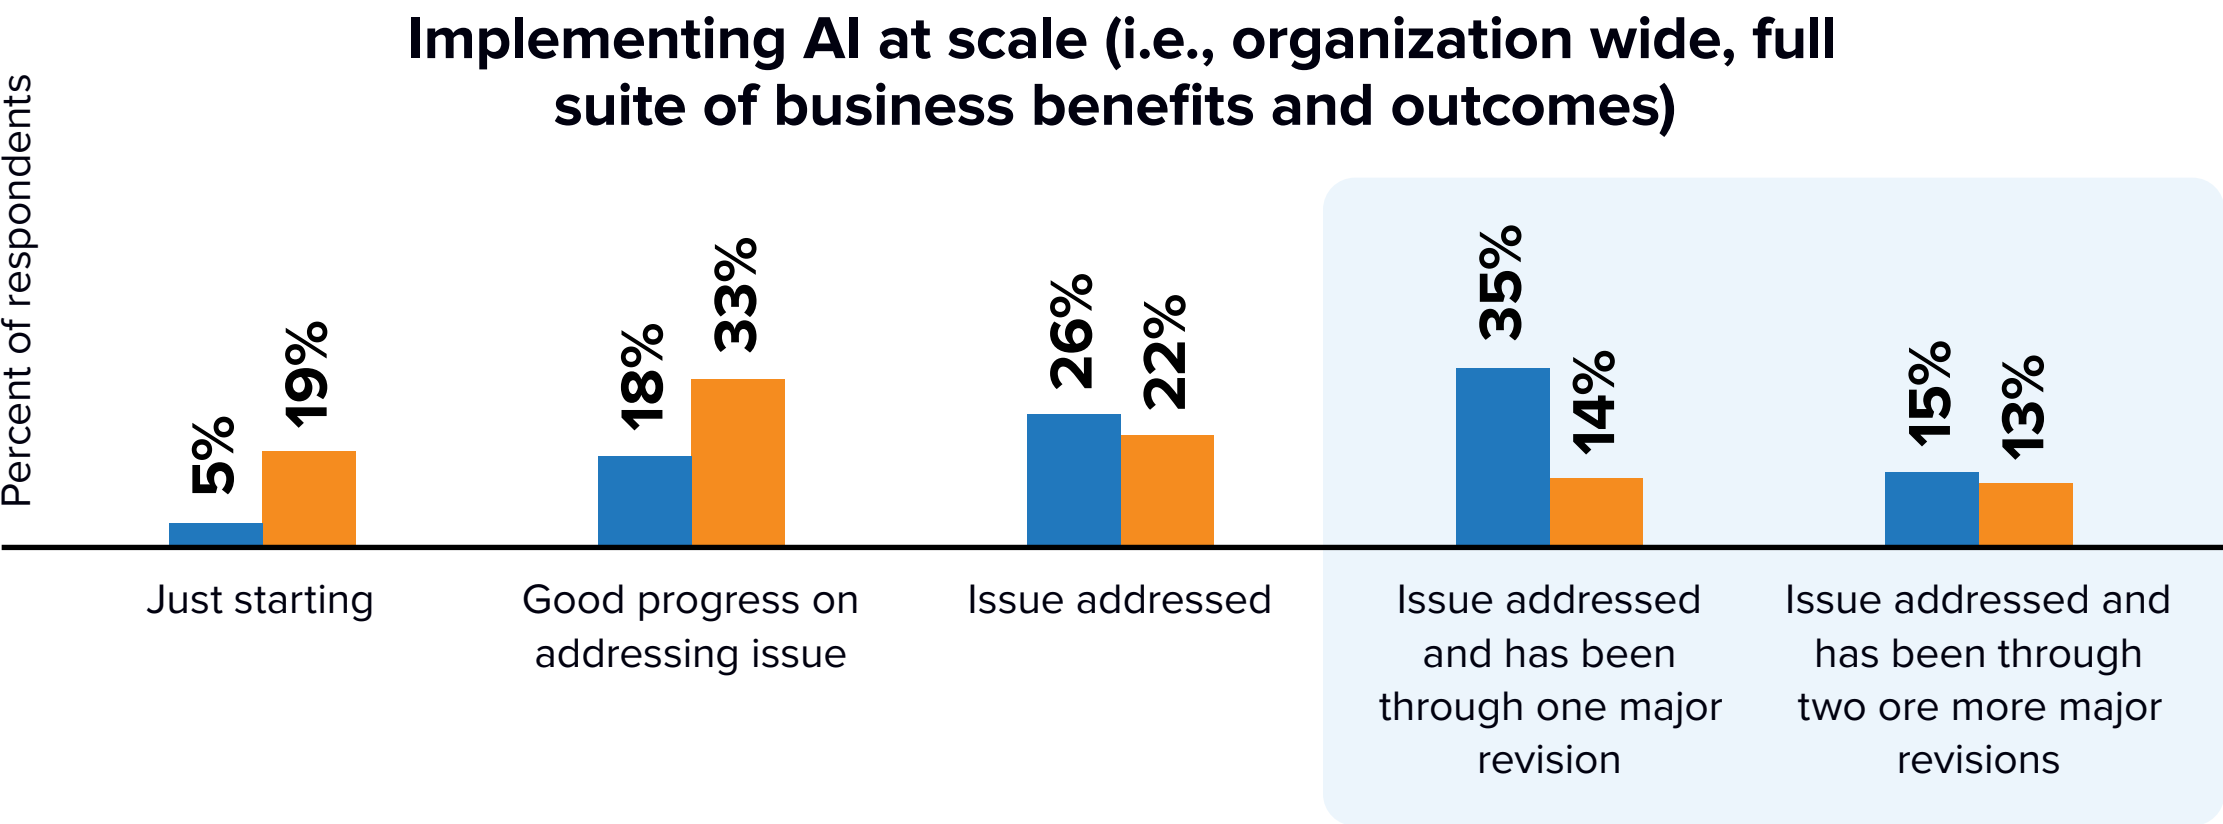 Implementing AI at scale (i.e., organization wide, full
suite of business benefits and outcomes)
Percent of respondents
5%
19%
18%
33%
26%
22%
35%
14%
15%
13%
Just starting
Good progress on
addressing issue
Issue addressed
Issue addressed
and has been
through one major
revision
Issue addressed and
has been through
two ore more major
revisions